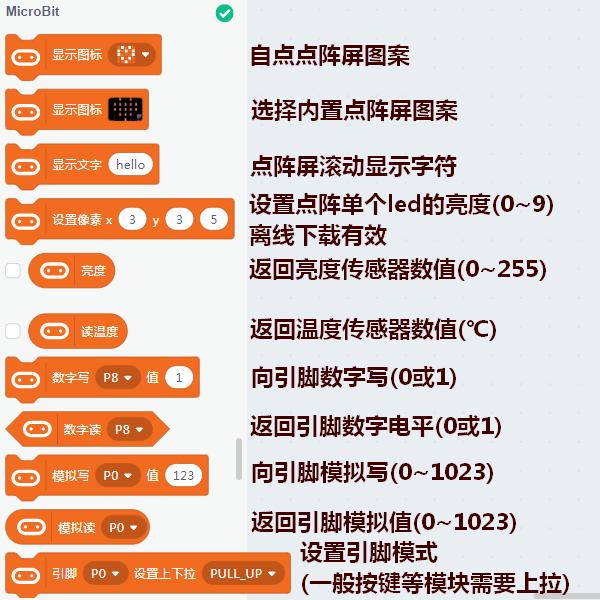 MicroBit
显示图标
自点点阵屏图案
显示图标
选择内置点阵屏图案
显示文字 hello
点阵屏滚动显示字符
设置像素 x 3 y 3 5
设置点阵单个led的亮度(0~9)
离线下载有效
亮度
返回亮度传感器数值(0~255)
读温度
返回温度传感器数值(℃)
数字写 P8 值 1
向引脚数字写(0或1)
数字读 P8
返回引脚数字电平(0或1)
模拟写 P0 值 123
向引脚模拟写(0~1023)
模拟读 P0
返回引脚模拟值(0~1023)
引脚 P0 设置上下拉 PULL_UP
设置引脚模式
(一般按键等模块需要上拉)